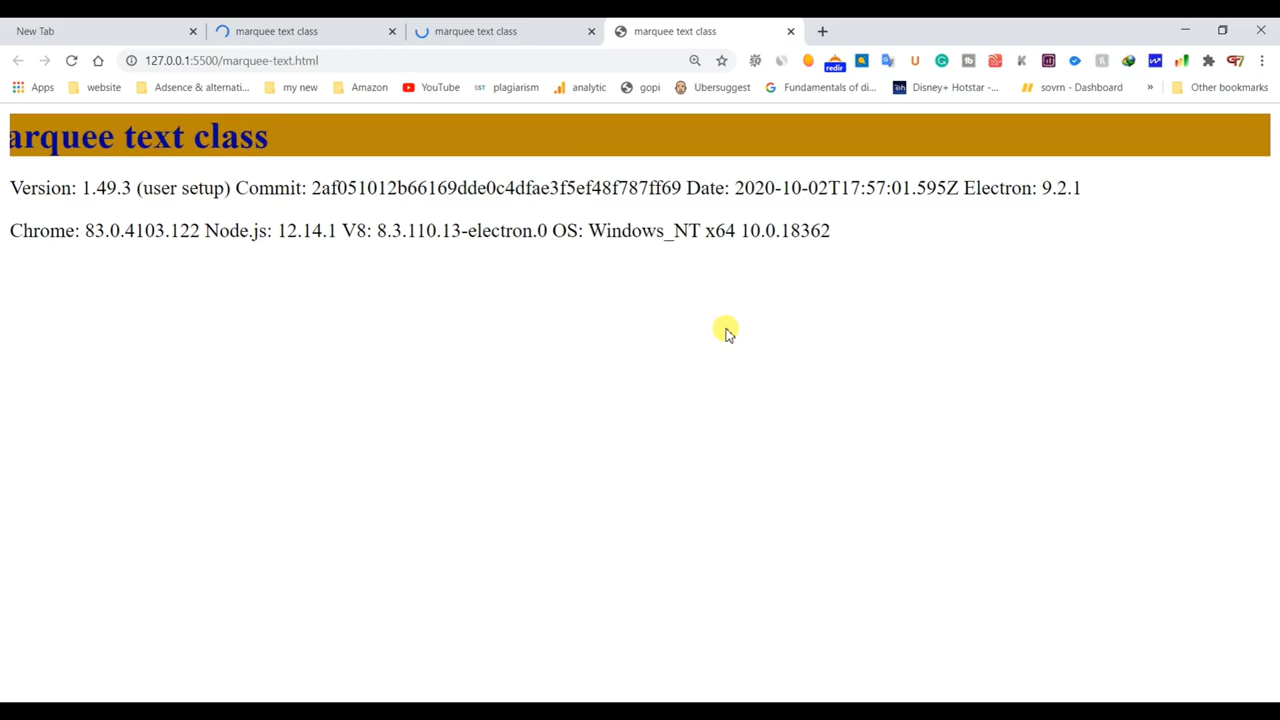 New Tab
marquee text class
marquee text class
marquee text class
127.0.0.1:5500/marquee-text.html
redir
Apps
website
Adsence & alternati...
my new
Amazon
YouTube
SST
plagiarism
analytic
gopi
Ubersuggest
Fundamentals of di...
Disney+ Hotstar -...
sovrn - Dashboard
»
Other bookmarks
arquee text class
Version: 1.49.3 (user setup) Commit: 2af051012b66169dde0c4dfae3f5ef48f787ff69 Date: 2020-10-02T17:57:01.595Z Electron: 9.2.1
Chrome: 83.0.4103.122 Node.js: 12.14.1 V8: 8.3.110.13-electron.0 OS: Windows_NT x64 10.0.18362